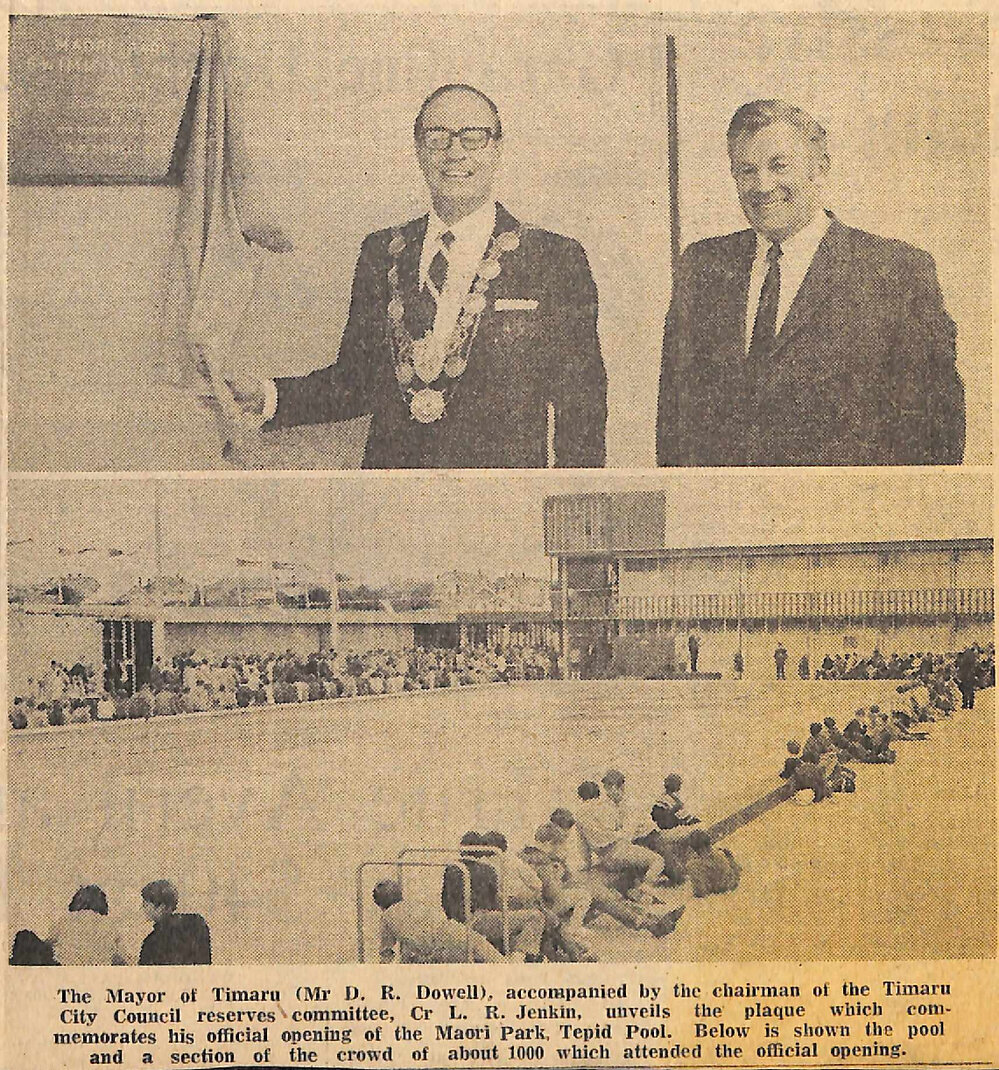 MAORI PARK
The Mayor of Timaru (Mr D. R. Dowell), accompanied by the chairman of the Timaru
City Council reserves committee, Cr L. R. Jenkin, unveils the plaque which com-
memorates his official opening of the Maori Park, Tepid Pool. Below is shown the pool
and a section of the crowd of about 1000 which attended the official opening.